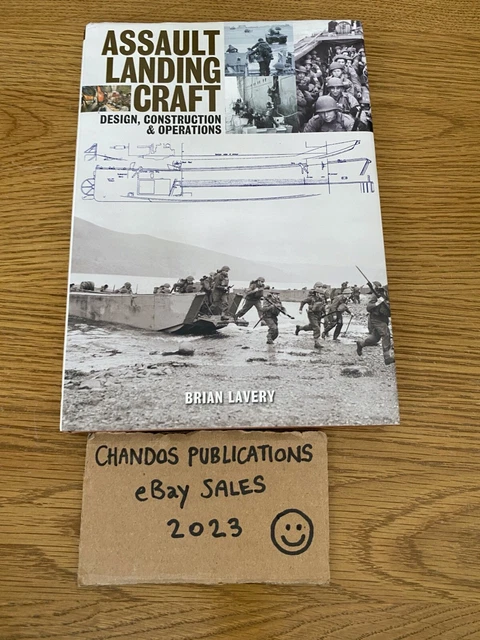 ASSAULT
LANDING
CRAFT
DESIGN, CONSTRUCTION
& OPERATIONS
BRIAN LAVERY
CHANDOS PUBLICATIONS
eBay SALES
2023